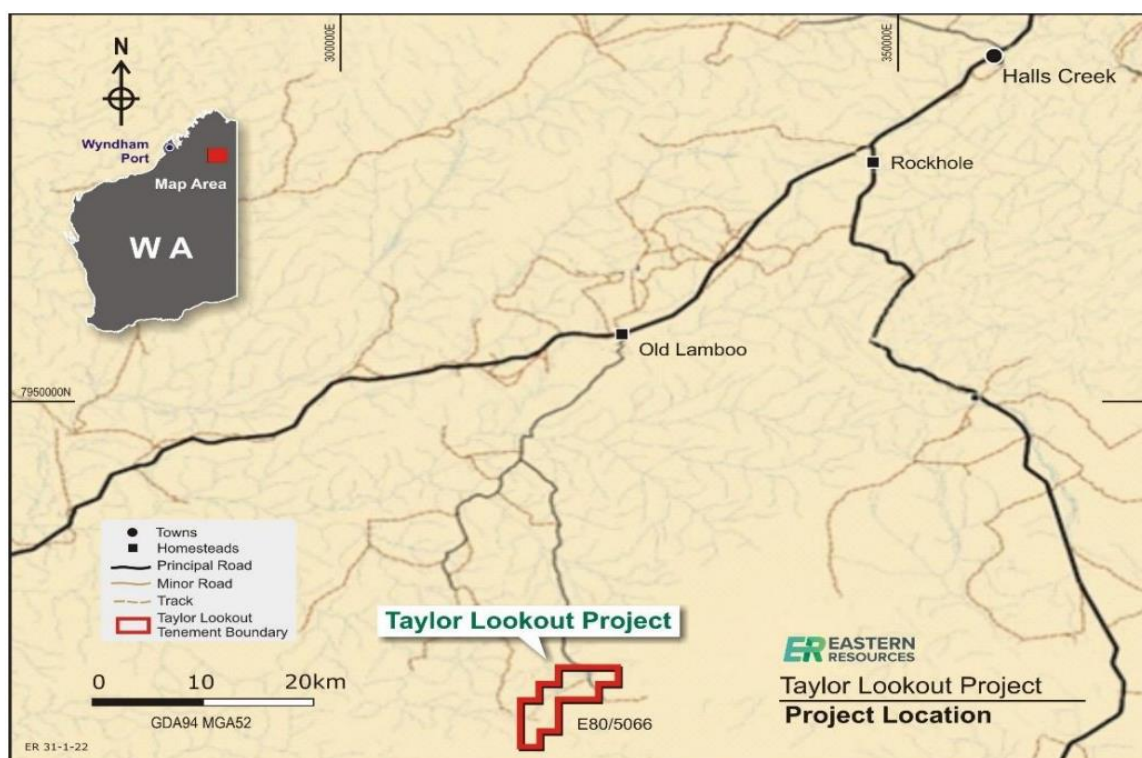 300000E
350000E
N
Halls Creek
Wyndham
Port
Rockhole
Map Area
W A
Old Lamboo
7950000N
Towns
Homesteads
Principal Road
Minor Road
Track
Taylor Lookout
Tenement Boundary
Taylor Lookout Project
ER EASTERN
RESOURCES
0 10 20km
GDA94 MGA52
E80/5066
Taylor Lookout Project
Project Location
ER 31-1-22